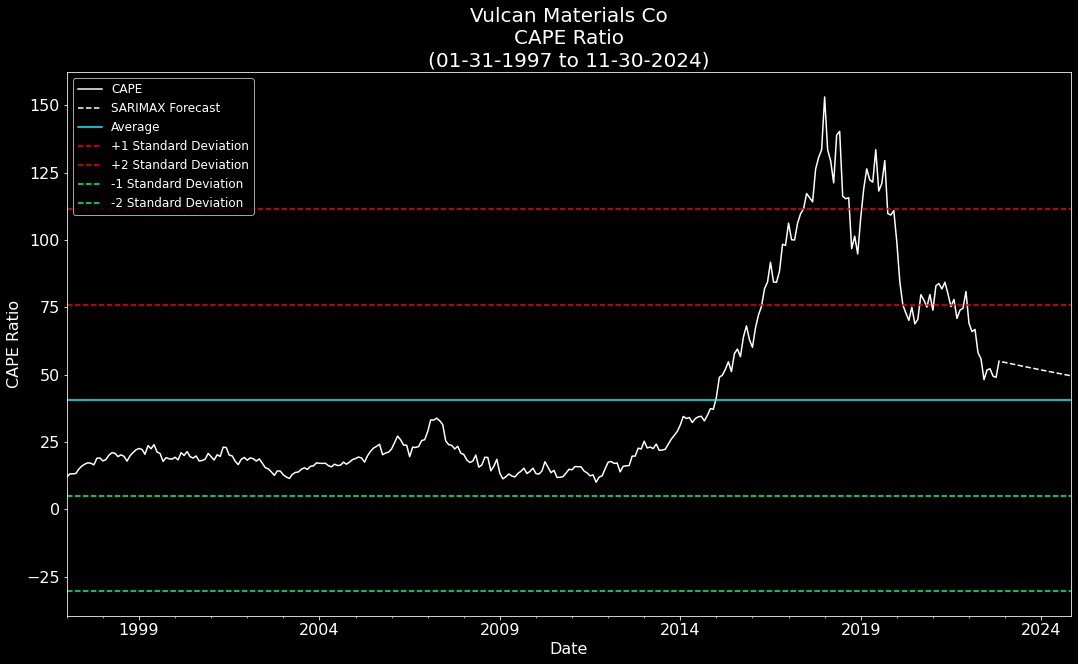 Vulcan Materials Co
CAPE Ratio
(01-31-1997 to 11-30-2024)
CAPE
SARIMAX Forecast
Average
+1 Standard Deviation
+2 Standard Deviation
-1 Standard Deviation
-2 Standard Deviation
CAPE Ratio
150
125
100
75
50
25
0
−25
1999
2004
2009
2014
2019
2024
Date